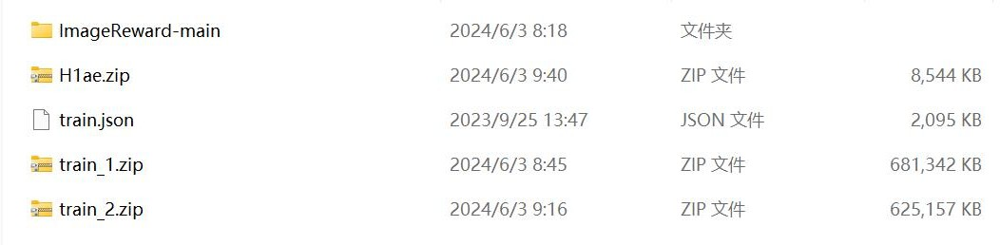 ImageReward-main 2024/6/3 8:18 文件夹
H1ae.zip 2024/6/3 9:40 ZIP 文件 8,544 KB
train.json 2023/9/25 13:47 JSON 文件 2,095 KB
train_1.zip 2024/6/3 8:45 ZIP 文件 681,342 KB
train_2.zip 2024/6/3 9:16 ZIP 文件 625,157 KB